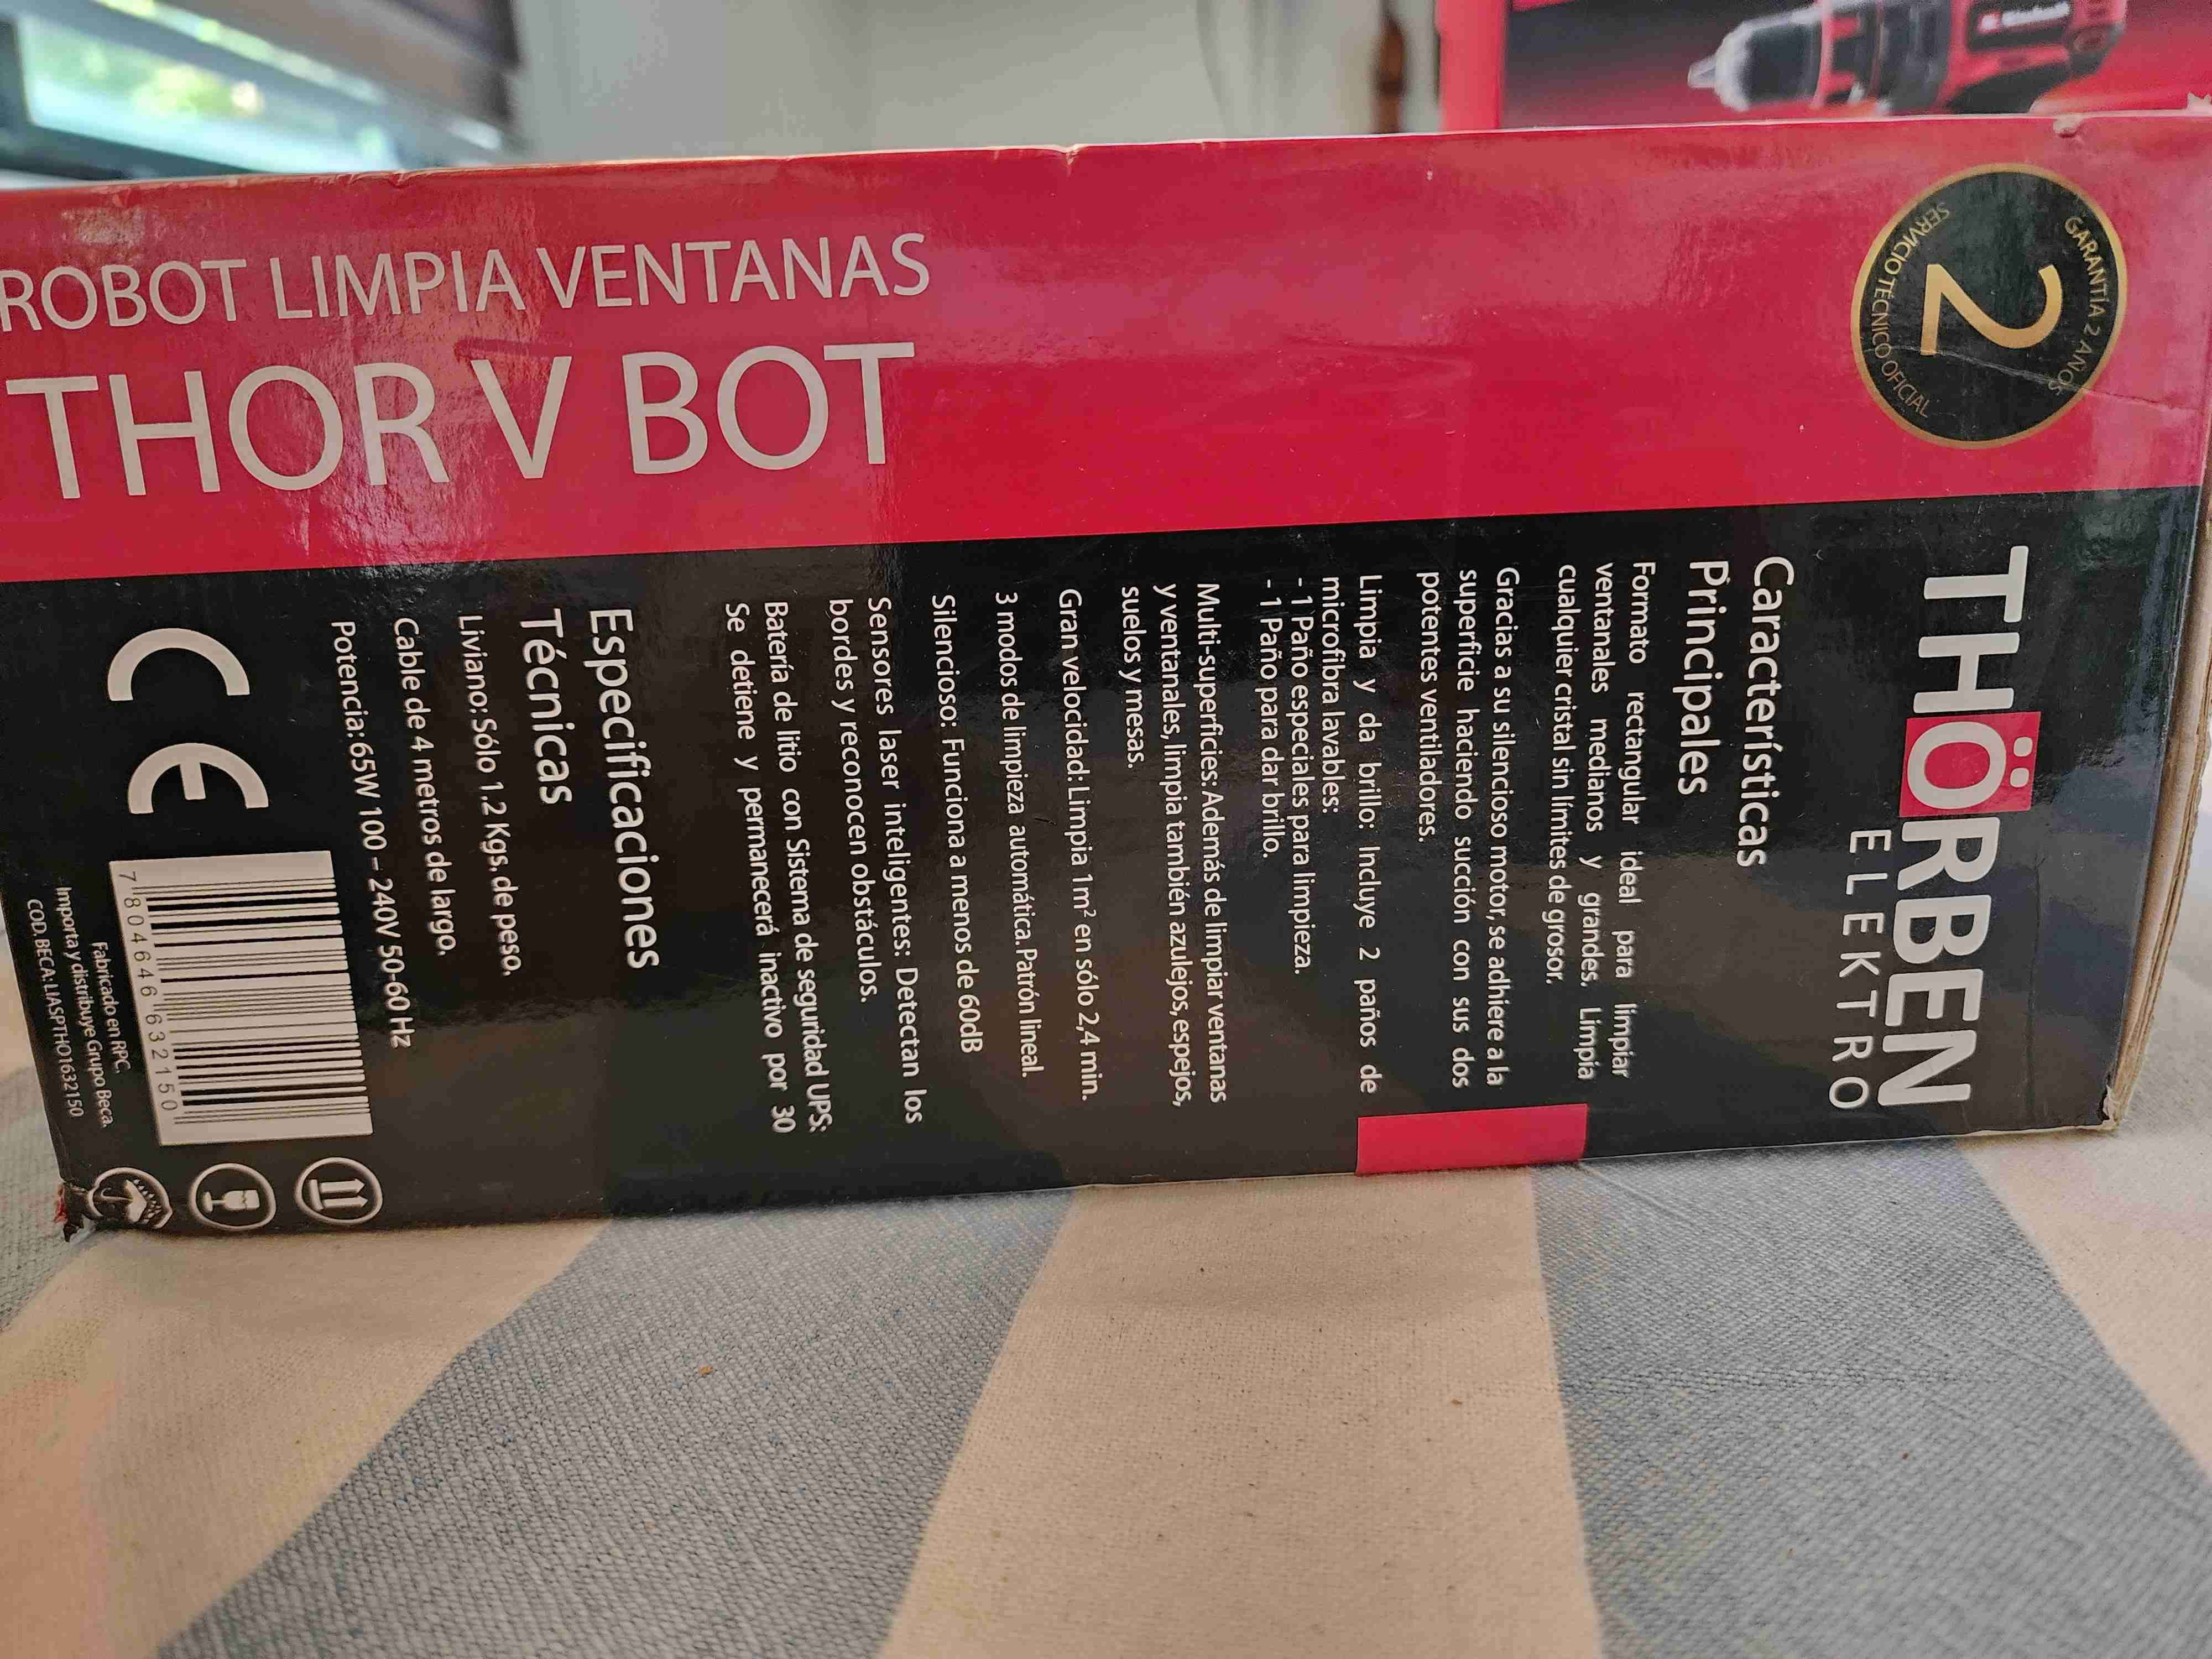 ROBOT LIMPIA VENTANAS
THOR V BOT
GARANTÍA 2 AÑOS
2
SERVICIO TÉCNICO OFICIAL
THÖRBEN
ELEKTRO
Características
Principales
Formato rectangular ideal para limpiar
ventanales medianos y grandes. Limpia
cualquier cristal sin límites de grosor.
Gracias a su silencioso motor, se adhiere a la
superficie haciendo succión con sus dos
potentes ventiladores.
Limpia y da brillo: Incluye 2 paños de
microfibra lavables:
- 1 Paño especiales para limpieza.
- 1 Paño para dar brillo.
Multi-superficies: Además de limpiar ventanas
y ventanales, limpia también azulejos, espejos,
suelos y mesas.
Gran velocidad: Limpia 1m² en sólo 2,4 min.
3 modos de limpieza automática. Patrón lineal.
Silencioso: Funciona a menos de 60dB
Sensores laser inteligentes: Detectan los
bordes y reconocen obstáculos.
Batería de litio con Sistema de seguridad UPS:
Se detiene y permanecerá inactivo por 30
Especificaciones
Técnicas
Liviano: Sólo 1.2 Kgs. de peso.
Cable de 4 metros de largo.
Potencia: 65W 100 – 240V 50-60 Hz
CE
7 804646 632150
Fabricado en RPC.
Importa y distribuye Grupo Beca.
COD. BECA: LIASPTHO1632150